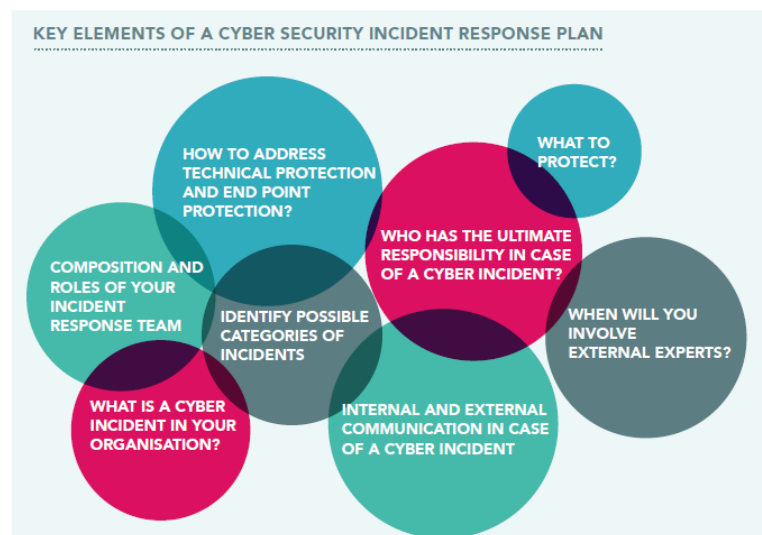 KEY ELEMENTS OF A CYBER SECURITY INCIDENT RESPONSE PLAN
HOW TO ADDRESS
TECHNICAL PROTECTION
AND END POINT
PROTECTION?
WHAT TO
PROTECT?
WHO HAS THE ULTIMATE
RESPONSIBILITY IN CASE
OF A CYBER INCIDENT?
COMPOSITION AND
ROLES OF YOUR
INCIDENT
RESPONSE TEAM
IDENTIFY POSSIBLE
CATEGORIES OF
INCIDENTS
WHEN WILL YOU
INVOLVE
EXTERNAL EXPERTS?
WHAT IS A CYBER
INCIDENT IN YOUR
ORGANISATION?
INTERNAL AND EXTERNAL
COMMUNICATION IN CASE
OF A CYBER INCIDENT